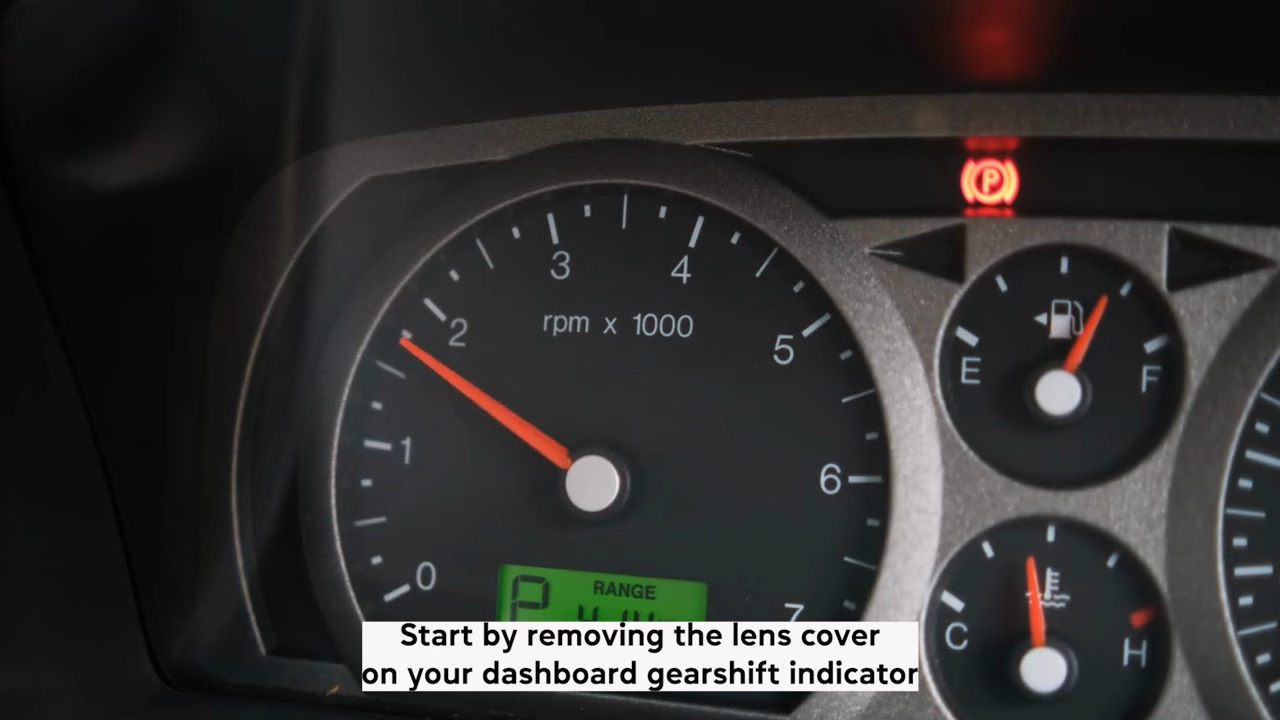 3
4
2
rpm x 1000
5
E
F
1
6
0
P RANGE
7
C
H
P
Start by removing the lens cover
on your dashboard gearshift indicator